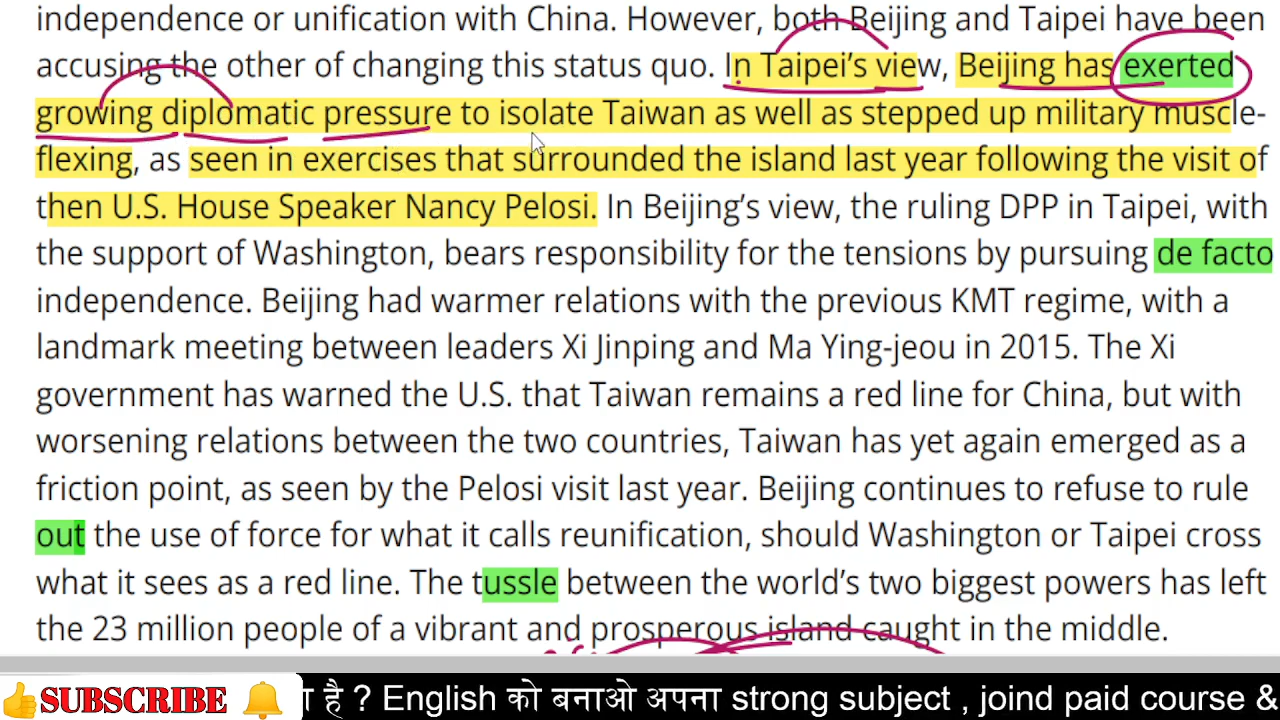 independence or unification with China. However, both Beijing and Taipei have been
accusing the other of changing this status quo. In Taipei's view, Beijing has exerted
growing diplomatic pressure to isolate Taiwan as well as stepped up military muscle-
flexing, as seen in exercises that surrounded the island last year following the visit of
then U.S. House Speaker Nancy Pelosi. In Beijing's view, the ruling DPP in Taipei, with
the support of Washington, bears responsibility for the tensions by pursuing de facto
independence. Beijing had warmer relations with the previous KMT regime, with a
landmark meeting between leaders Xi Jinping and Ma Ying-jeou in 2015. The Xi
government has warned the U.S. that Taiwan remains a red line for China, but with
worsening relations between the two countries, Taiwan has yet again emerged as a
friction point, as seen by the Pelosi visit last year. Beijing continues to refuse to rule
out the use of force for what it calls reunification, should Washington or Taipei cross
what it sees as a red line. The tussle between the world's two biggest powers has left
the 23 million people of a vibrant and prosperous island caught in the middle.
SUBSCRIBE है ? English को बनाओ अपना strong subject , joind paid course &